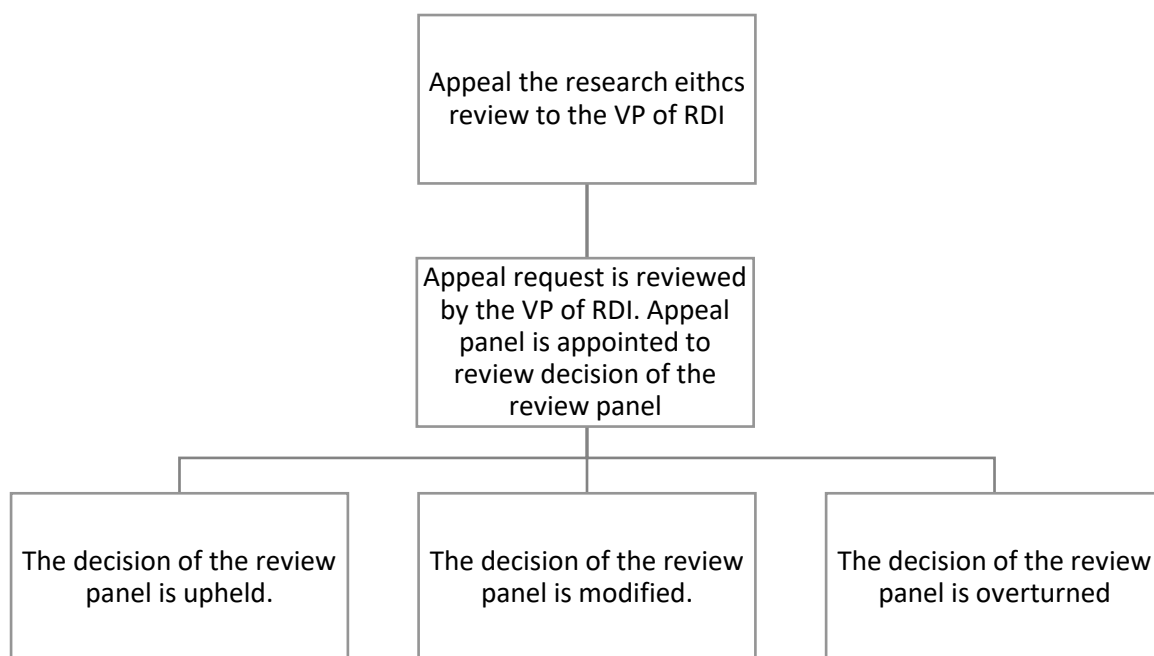 Appeal the research eithcs
review to the VP of RDI
Appeal request is reviewed
by the VP of RDI. Appeal
panel is appointed to
review decision of the
review panel
The decision of the review
panel is upheld.
The decision of the review
panel is modified.
The decision of the review
panel is overturned